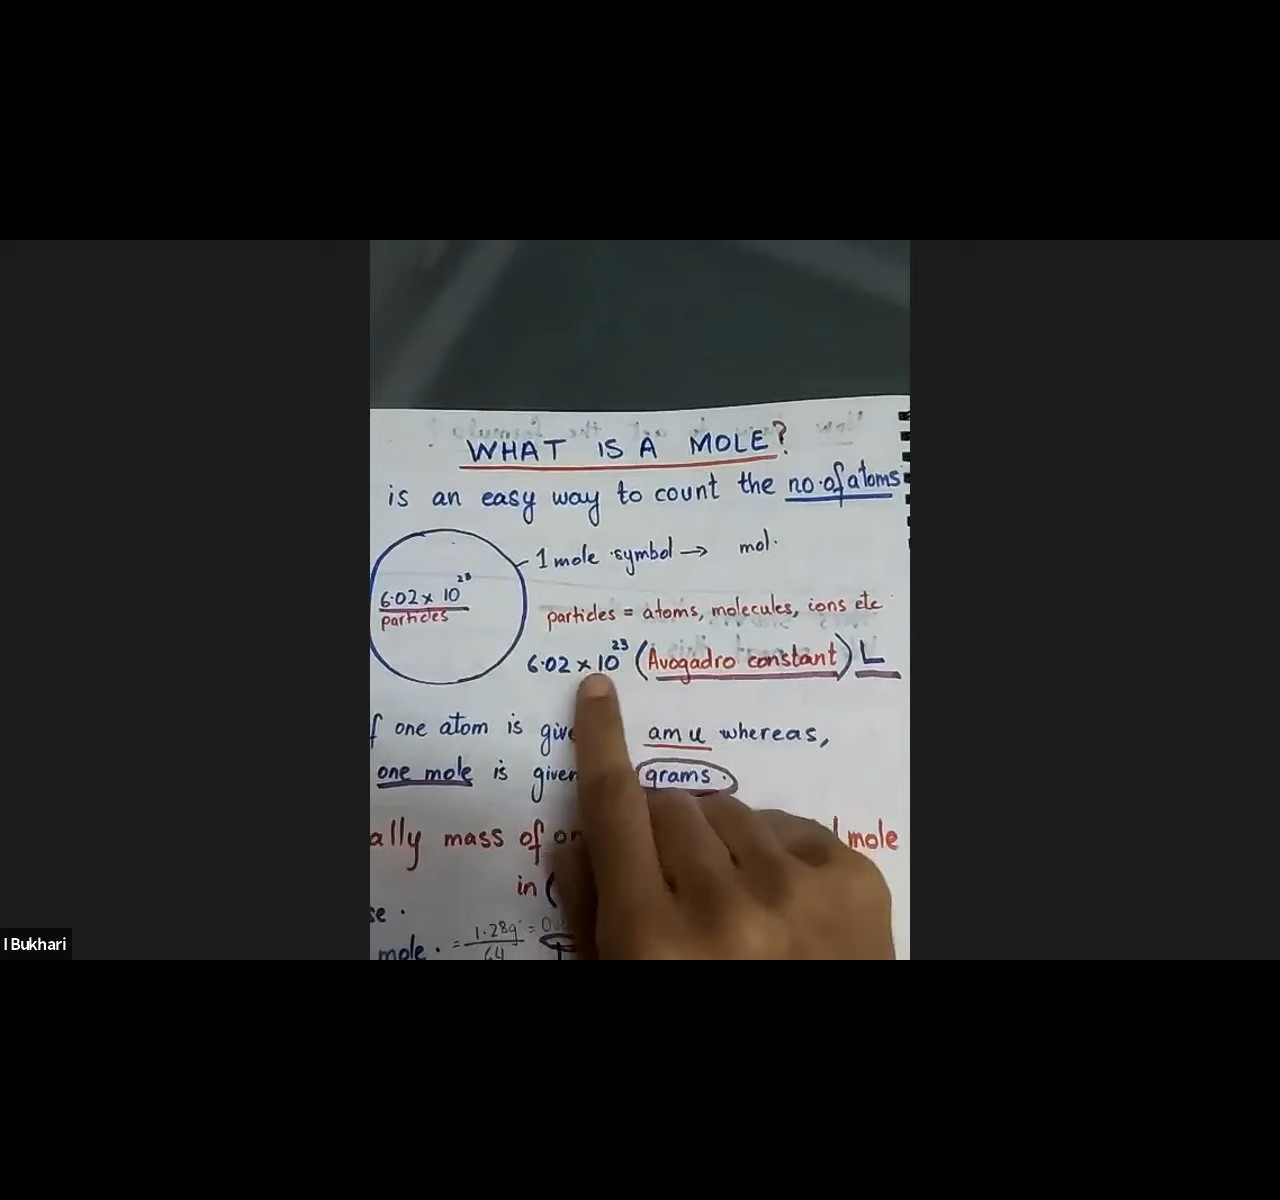 WHAT IS A MOLE?
is an easy way to count the no. of atoms
1 mole symbol → mol.
6.02 x 10²³
particles
particles = atoms, molecules, ions etc
6.02 x 10²³ (Avogadro constant) L
one atom is amu whereas,
one mole is given grams.
mass of mole
in (
mole. = 1.28g =
64
I Bukhari